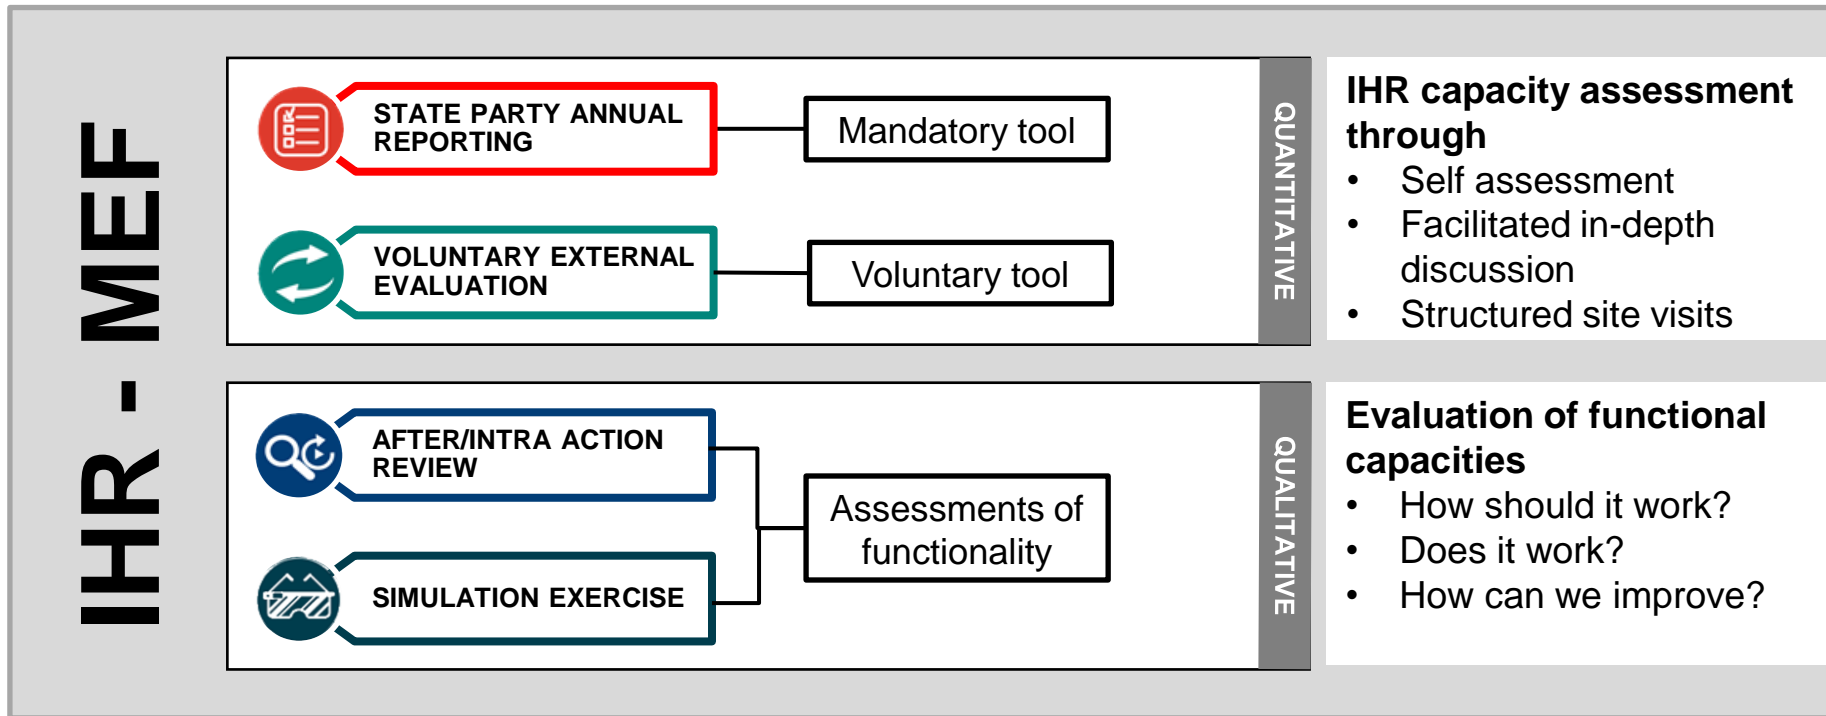 IHR - MEF
STATE PARTY ANNUAL
REPORTING
Mandatory tool
VOLUNTARY EXTERNAL
EVALUATION
Voluntary tool
QUANTITATIVE
IHR capacity assessment
through
• Self assessment
• Facilitated in-depth
discussion
• Structured site visits
AFTER/INTRA ACTION
REVIEW
SIMULATION EXERCISE
Assessments of
functionality
QUALITATIVE
Evaluation of functional
capacities
• How should it work?
• Does it work?
• How can we improve?